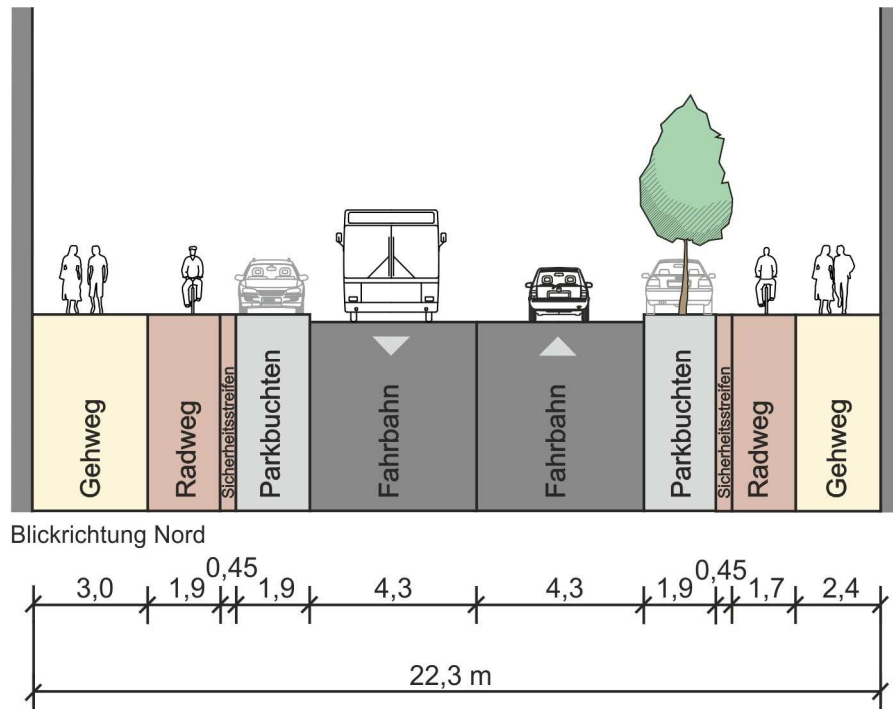 Gehweg
Radweg
Sicherheitsstreifen
Parkbuchten
Fahrbahn
Fahrbahn
Parkbuchten
Sicherheitsstreifen
Radweg
Gehweg
Blickrichtung Nord
3,0 1,9 0,45 1,9 4,3 4,3 1,9 0,45 1,7 2,4
22,3 m